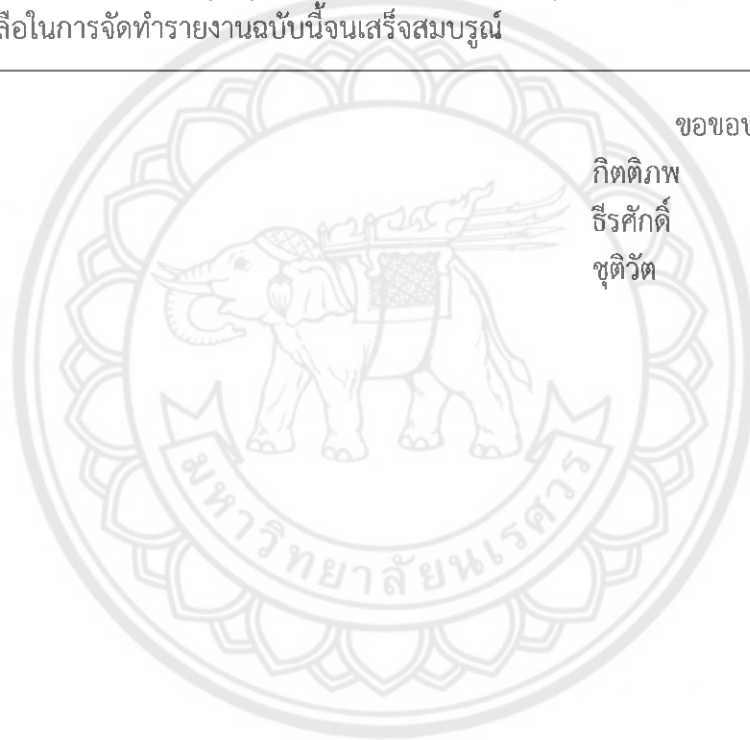 ลือในการจัดทำรายงานฉบับนี้จนเสร็จสมบรูณ์
ขอขอบ
กิตติภพ
ธีรศักดิ์
ชุติวัต
มหาวิทยาลัยนเรศวร